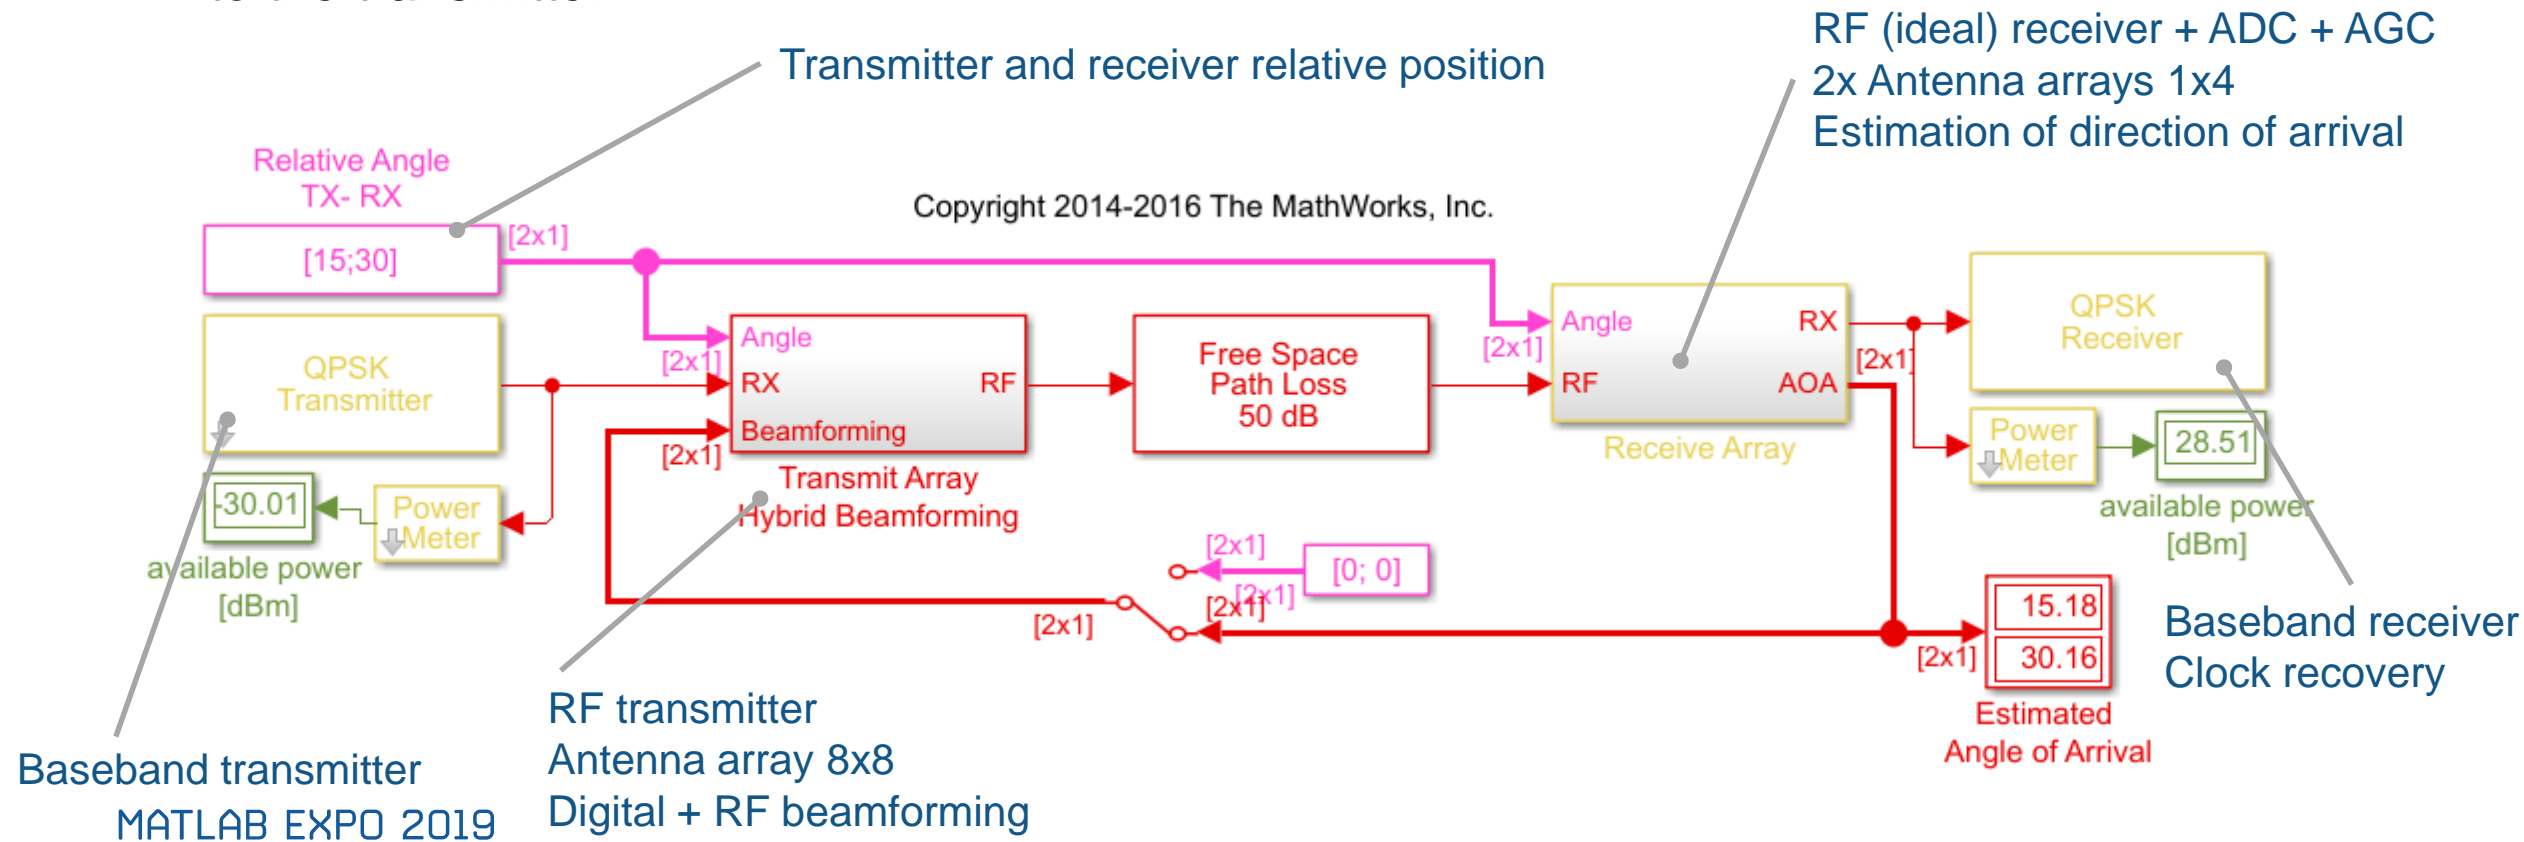 Transmitter and receiver relative position
RF (ideal) receiver + ADC + AGC
2x Antenna arrays 1x4
Estimation of direction of arrival
Relative Angle
TX- RX
Copyright 2014-2016 The MathWorks, Inc.
[15;30]
[2x1]
QPSK
Transmitter
[2x1]
Angle
RX
Beamforming
RF
[2x1]
Transmit Array
Hybrid Beamforming
Free Space
Path Loss
50 dB
[2x1]
Angle
RF
RX
AOA
Receive Array
[2x1]
QPSK
Receiver
Power
Meter
28.51
available power
[dBm]
-30.01
Power
Meter
available power
[dBm]
[2x1]
[0; 0]
[2x1]
[2x1]
[2x1]
[2x1]
15.18
30.16
Estimated
Angle of Arrival
Baseband receiver
Clock recovery
RF transmitter
Antenna array 8x8
Digital + RF beamforming
Baseband transmitter
MATLAB EXPO 2019